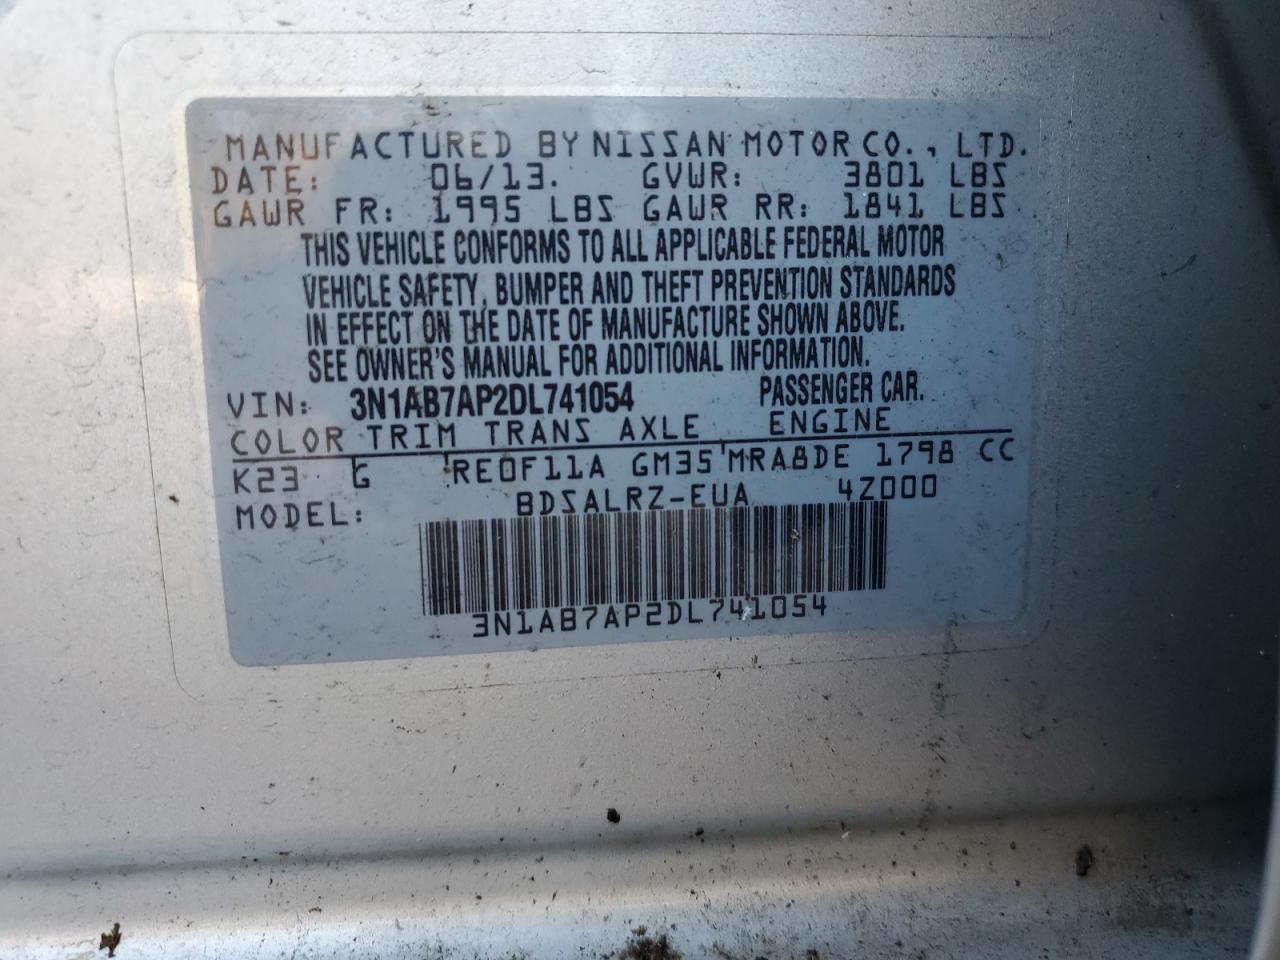 MANUFACTURED BY NISSAN MOTOR CO., LTD.
DATE: 06/13. GVWR: 3801 LBS
GAWR FR: 1995 LBS GAWR RR: 1841 LBS
THIS VEHICLE CONFORMS TO ALL APPLICABLE FEDERAL MOTOR
VEHICLE SAFETY, BUMPER AND THEFT PREVENTION STANDARDS
IN EFFECT ON THE DATE OF MANUFACTURE SHOWN ABOVE.
SEE OWNER'S MANUAL FOR ADDITIONAL INFORMATION.
VIN: 3N1AB7AP2DL741054 PASSENGER CAR.
COLOR TRIM TRANS AXLE ENGINE
K23 G RE0F11A GM35 MRA8DE 1798 CC
MODEL: BDSALRZ-EUA 4Z000
3N1AB7AP2DL741054